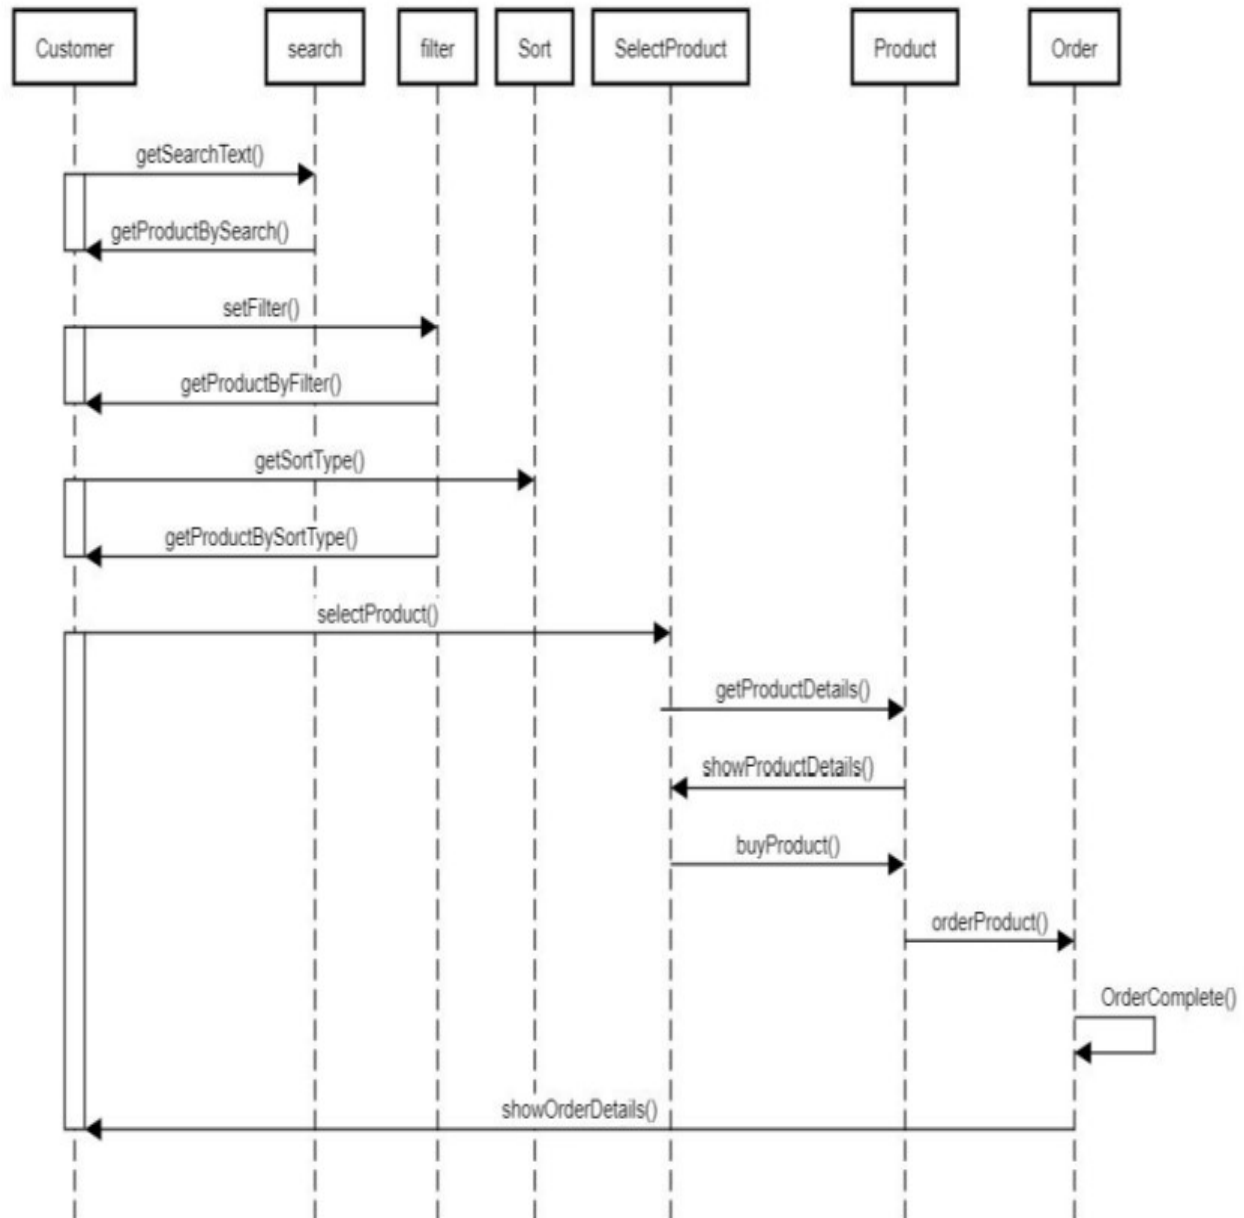 Customer
search
filter
Sort
SelectProduct
Product
Order
getSearchText()
getProductBySearch()
setFilter()
getProductByFilter()
getSortType()
getProductBySortType()
selectProduct()
getProductDetails()
showProductDetails()
buyProduct()
orderProduct()
OrderComplete()
showOrderDetails()